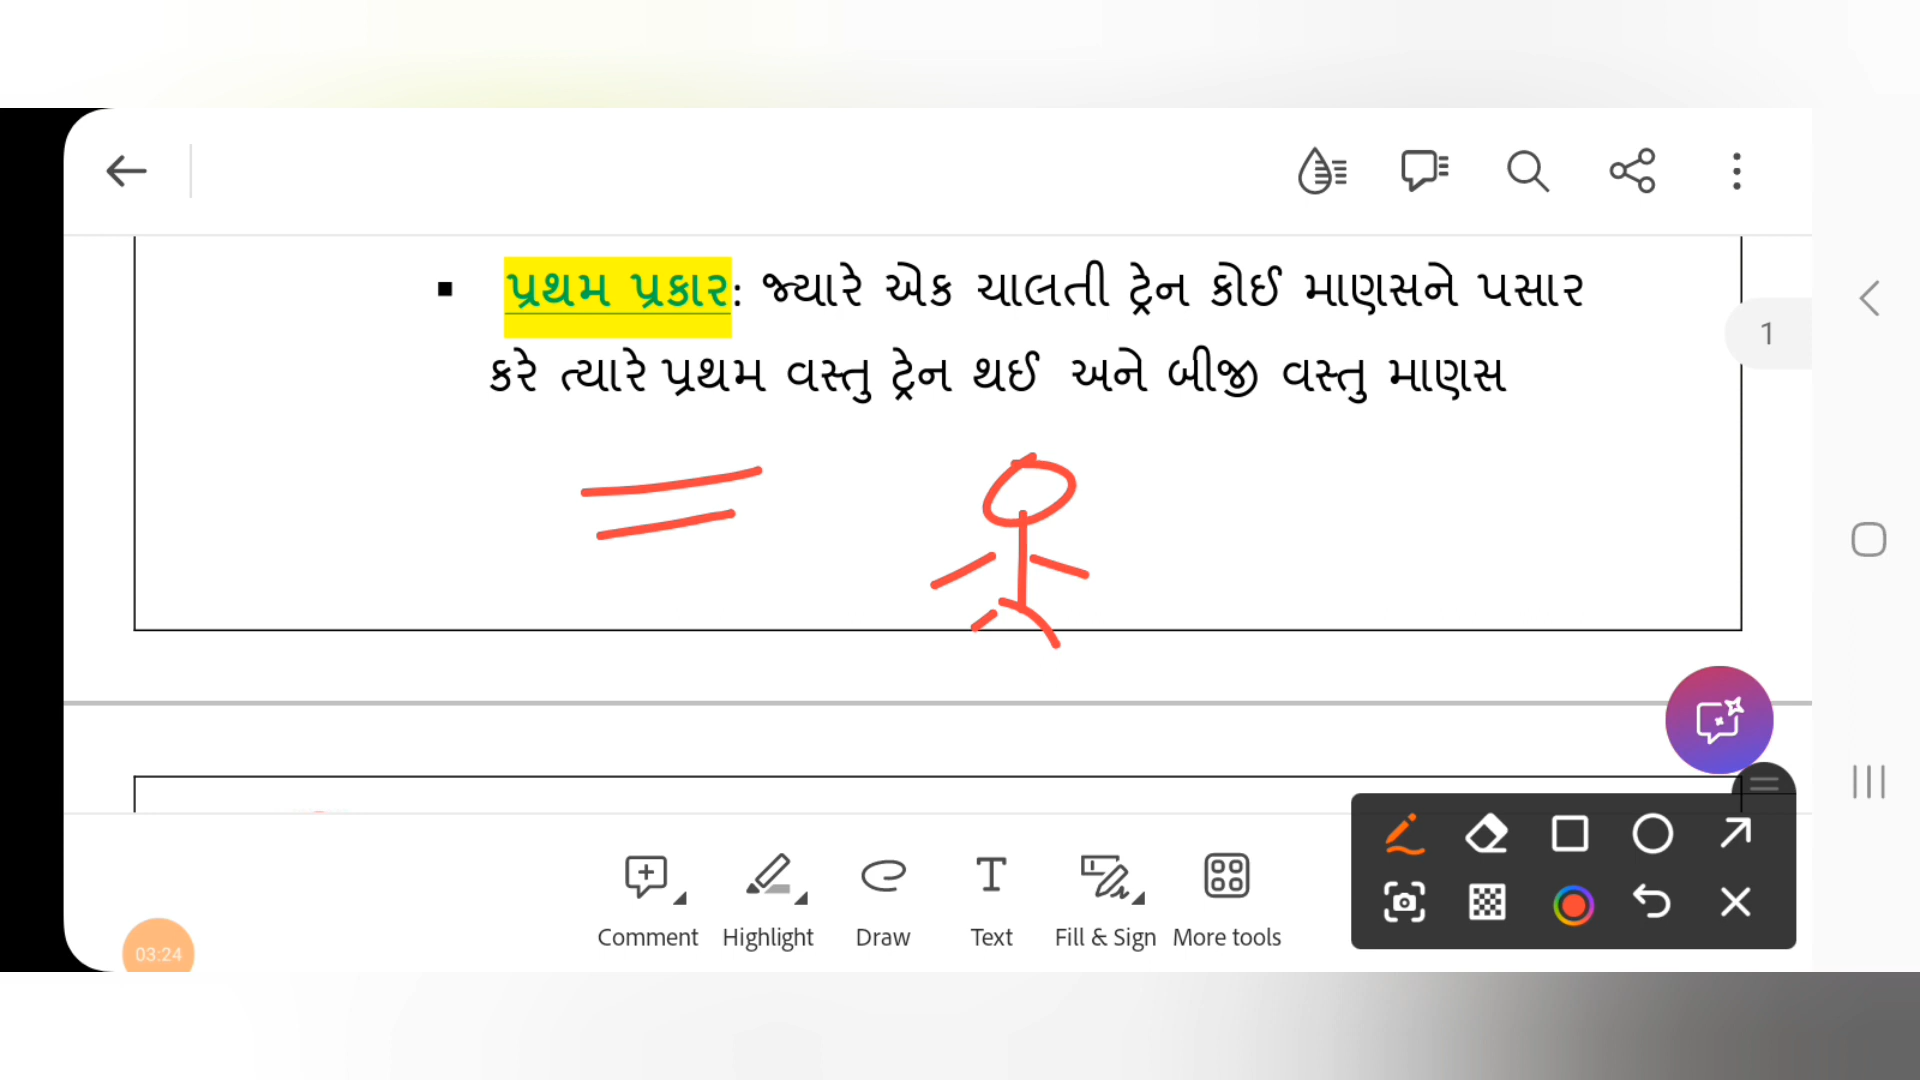 પ્રથમ પ્રકાર: જ્યારે એક ચાલતી ટ્રેન કોઈ માણસને પસાર
કરે ત્યારે પ્રથમ વસ્તુ ટ્રેન થઈ અને બીજી વસ્તુ માણસ
1
Comment Highlight Draw Text Fill & Sign More tools
03:24